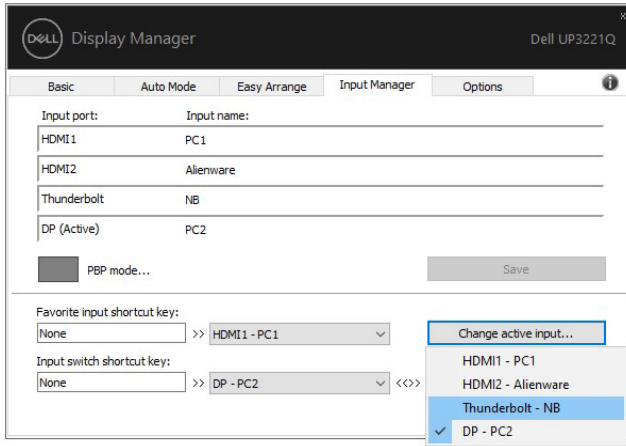 DELL Display Manager Dell UP3221Q x
Basic Auto Mode Easy Arrange Input Manager Options i
Input port: Input name:
HDMI1 PC1
HDMI2 Alienware
Thunderbolt NB
DP (Active) PC2
PBP mode... Save
Favorite input shortcut key:
None >> HDMI1 - PC1 Change active input...
Input switch shortcut key:
None >> DP - PC2 <<>>
HDMI1 - PC1
HDMI2 - Alienware
Thunderbolt - NB
DP - PC2